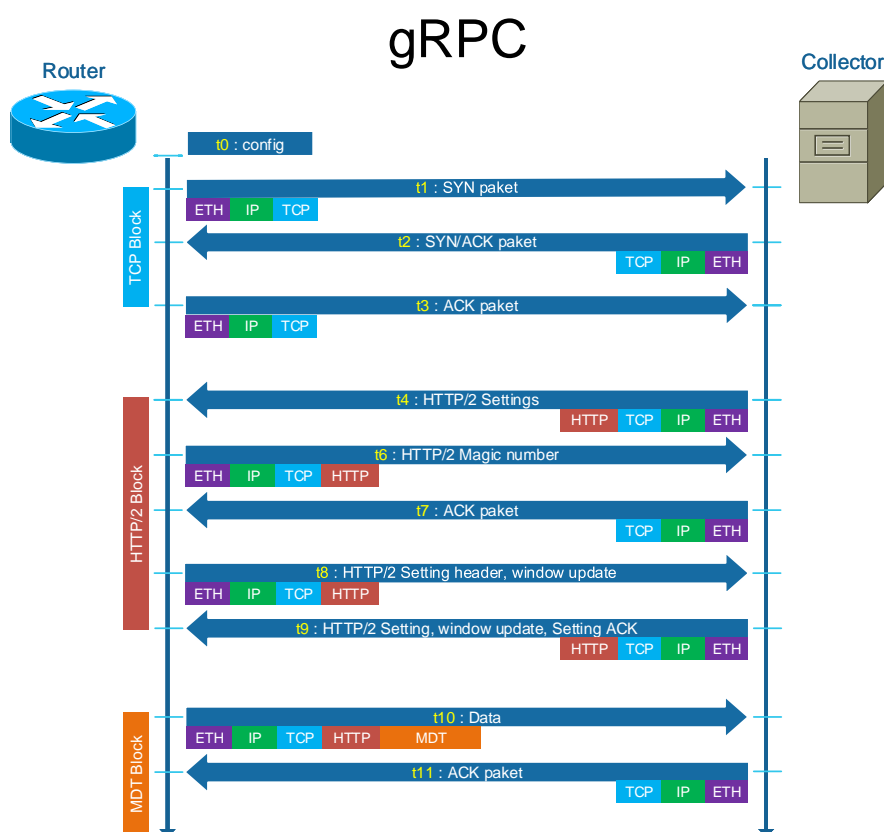 gRPC
Router
Collector
t0 : config
TCP Block
t1 : SYN paket
ETH IP TCP
t2 : SYN/ACK paket
TCP IP ETH
t3 : ACK paket
ETH IP TCP
HTTP/2 Block
t4 : HTTP/2 Settings
HTTP TCP IP ETH
t6 : HTTP/2 Magic number
ETH IP TCP HTTP
t7 : ACK paket
TCP IP ETH
t8 : HTTP/2 Setting header, window update
ETH IP TCP HTTP
t9 : HTTP/2 Setting, window update, Setting ACK
HTTP TCP IP ETH
MDT Block
t10 : Data
ETH IP TCP HTTP MDT
t11 : ACK paket
TCP IP ETH